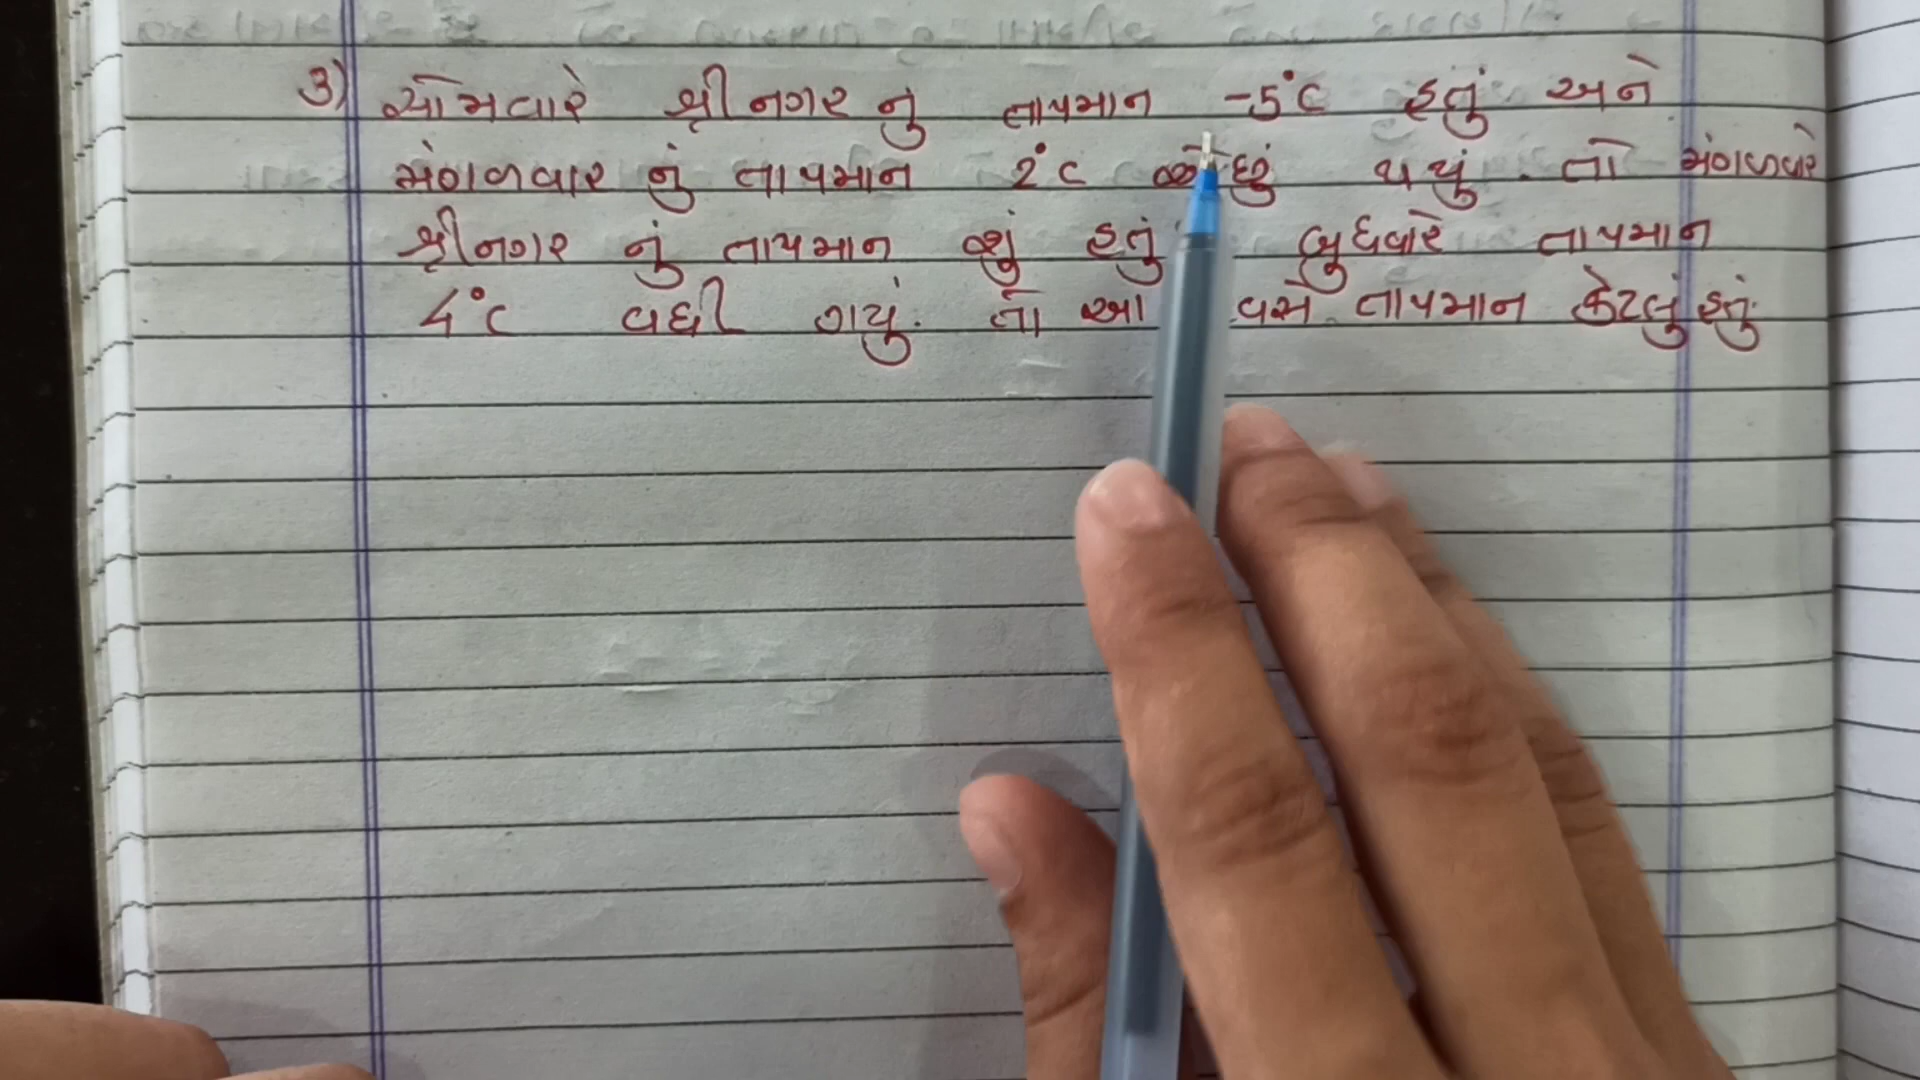 3) સોમવારે શ્રીનગર નું તાપમાન -5°C હતું અને
મંગળવાર નું તાપમાન 2°C ઓછું થયું. તો મંગળવારે
શ્રીનગર નું તાપમાન શું હતું બુધવારે તાપમાન
4°C વધી ગયું. તો આ તાપમાન કેટલું હતું.